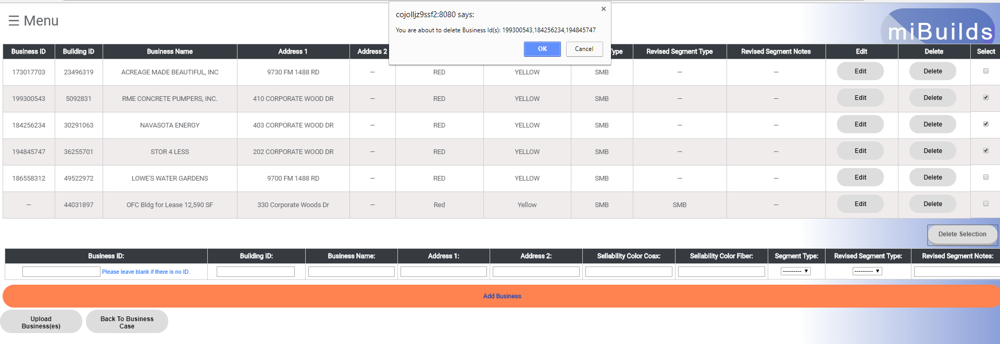 cojolljz9ssf2:8080 says:
You are about to delete Business Id(s): 199300543,184256234,194845747
OK Cancel
☰ Menu
miBuilds
Business ID Building ID Business Name Address 1 Address 2 ype Revised Segment Type Revised Segment Notes Edit Delete Select
173017703 23496319 ACREAGE MADE BEAUTIFUL, INC 9730 FM 1488 RD — RED YELLOW SMB — — Edit Delete
199300543 5092831 RME CONCRETE PUMPERS, INC. 410 CORPORATE WOOD DR — RED YELLOW SMB — — Edit Delete
184256234 30291063 NAVASOTA ENERGY 403 CORPORATE WOOD DR — RED YELLOW SMB — — Edit Delete
194845747 36255701 STOR 4 LESS 202 CORPORATE WOOD DR — RED YELLOW SMB — — Edit Delete
186558312 49522972 LOWE'S WATER GARDENS 9700 FM 1488 RD — RED YELLOW SMB — — Edit Delete
— 44031897 OFC Bldg for Lease 12,590 SF 330 Corporate Woods Dr — Red Yellow SMB SMB — Edit Delete
Delete Selection
Business ID: Building ID: Business Name: Address 1: Address 2: Sellability Color Coax: Sellability Color Fiber: Segment Type: Revised Segment Type: Revised Segment Notes:
Please leave blank if there is no ID. --------- ---------
Add Business
Upload
Business(es)
Back To Business
Case